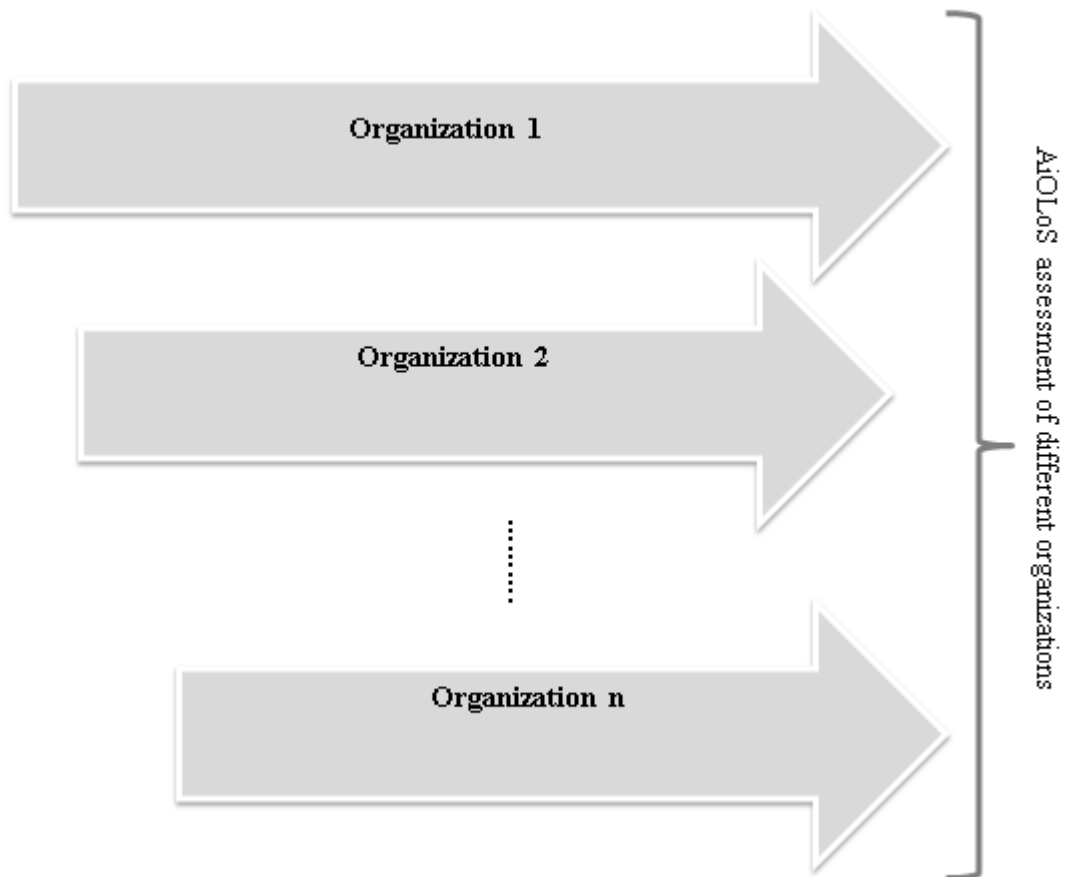 Organization 1
Organization 2
Organization n
AiOLoS assessment of different organizations